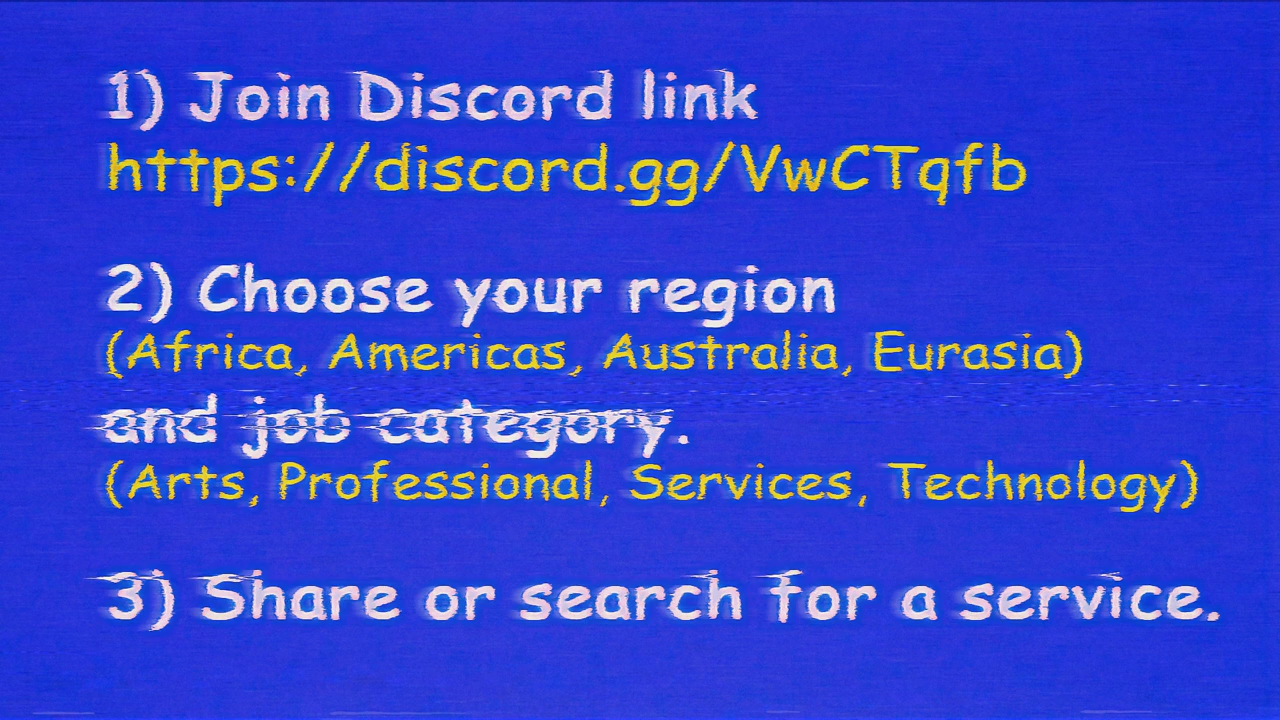 1) Join Discord link
https://discord.gg/VwCTqfb
2) Choose your region
(Africa, Americas, Australia, Eurasia)
and job category.
(Arts, Professional, Services, Technology)
3) Share or search for a service.